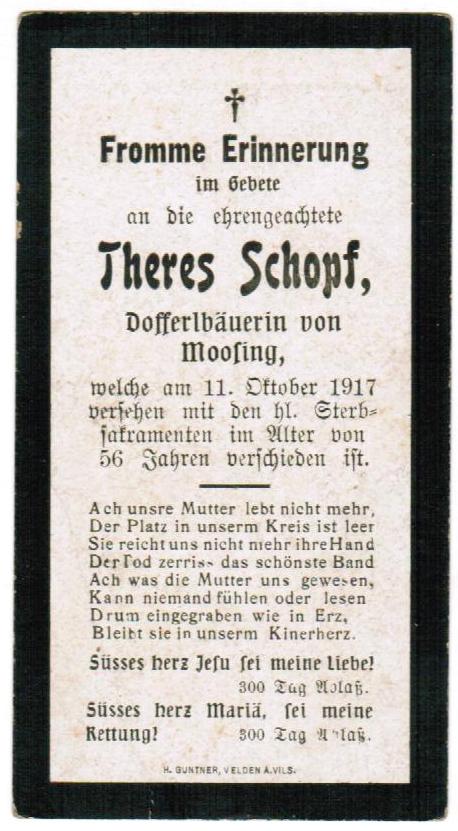 Fromme Erinnerung
im Gebete
an die ehrengeachtete
Theres Schopf,
Dofferlbäuerin von
Moosing,
welche am 11. Oktober 1917
versehen mit den hl. Sterb-
sakramenten im Alter von
56 Jahren verschieden ist.
Ach unsre Mutter lebt nicht mehr,
Der Platz in unserm Kreis ist leer
Sie reicht uns nicht mehr ihre Hand
Der Tod zerriss das schönste Band
Ach was die Mutter uns gewesen,
Kann niemand fühlen oder lesen
Drum eingegraben wie in Erz,
Bleibt sie in unserm Kinerherz.
Süsses Herz Jesu sei meine Liebe!
300 Tag Ablaß.
Süsses Herz Mariä, sei meine
Rettung! 300 Tag Ablaß.
H. GUNTNER, VELDEN A.VILS.